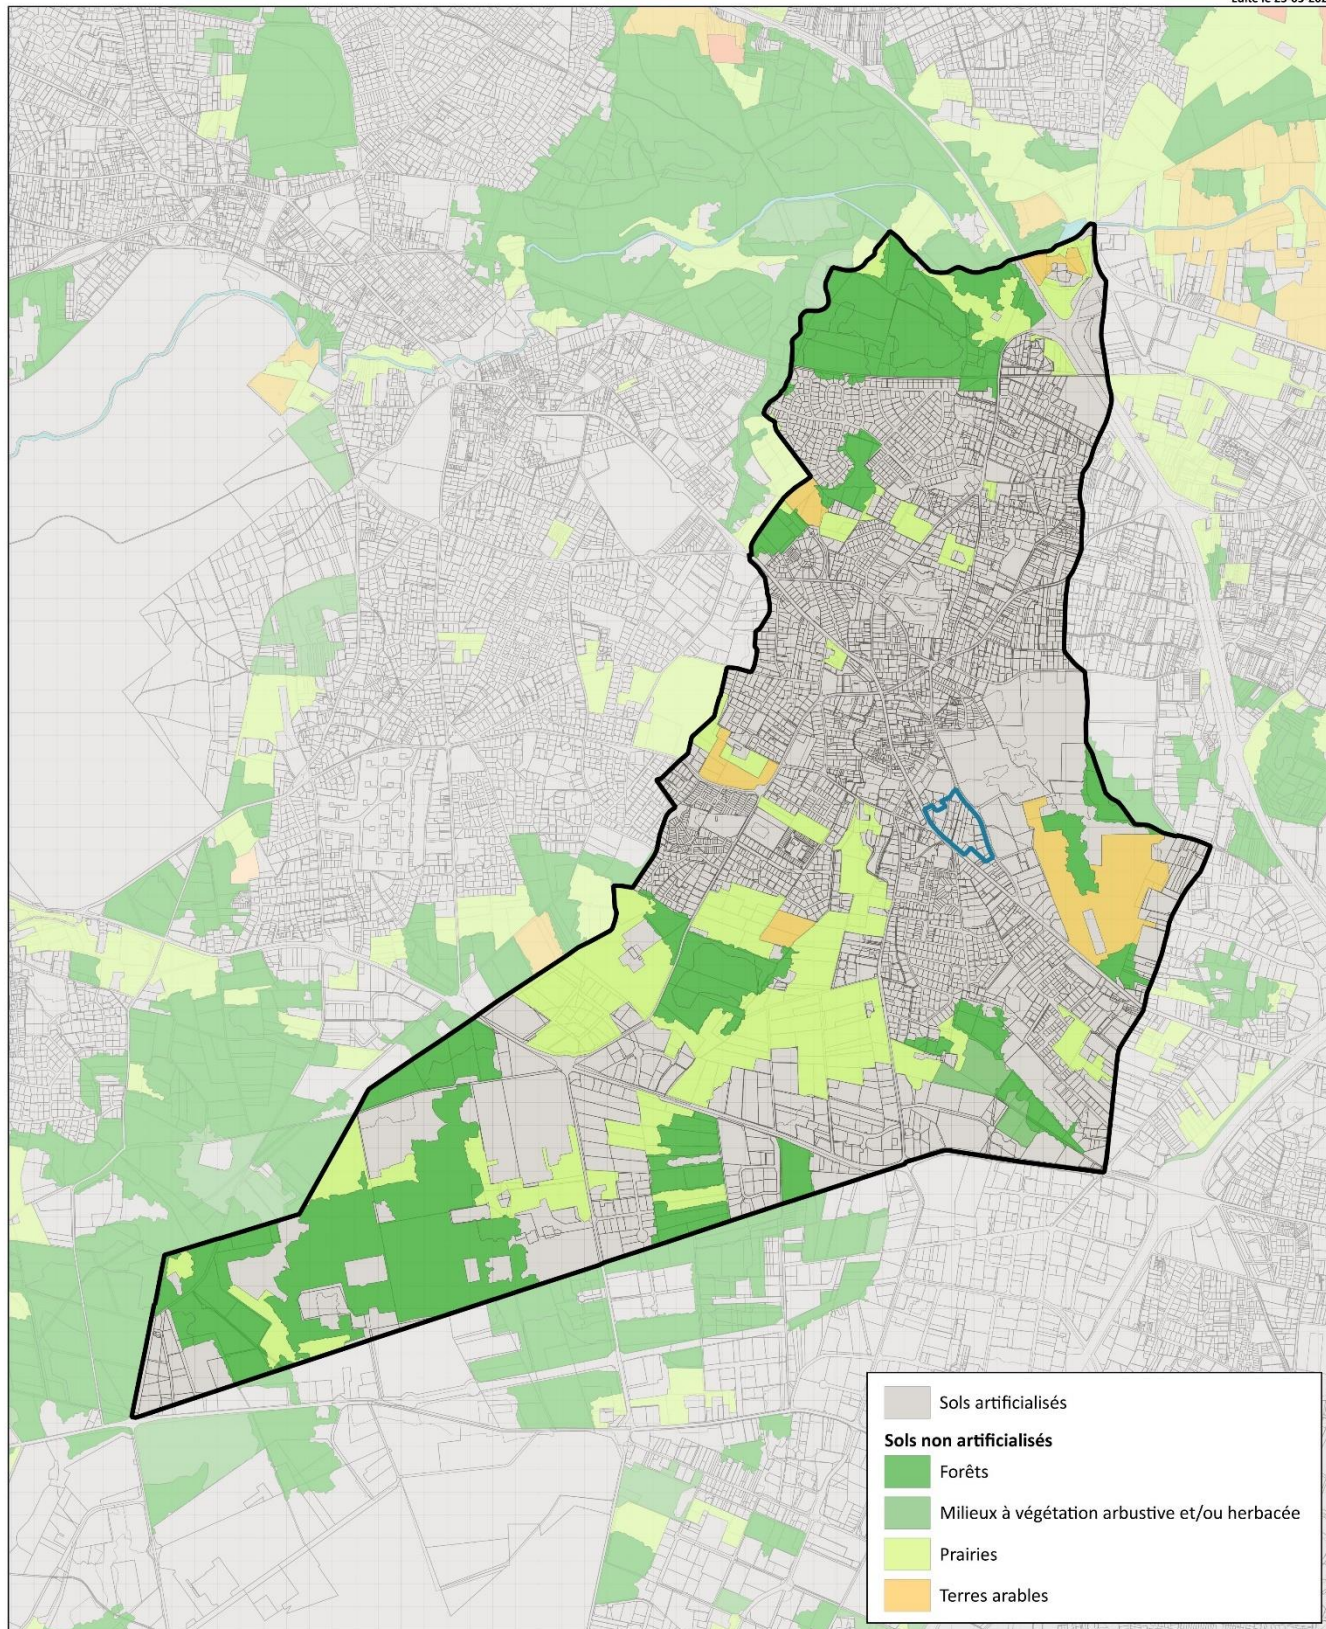 Sols artificialisés
Sols non artificialisés
Forêts
Milieux à végétation arbustive et/ou herbacée
Prairies
Terres arables